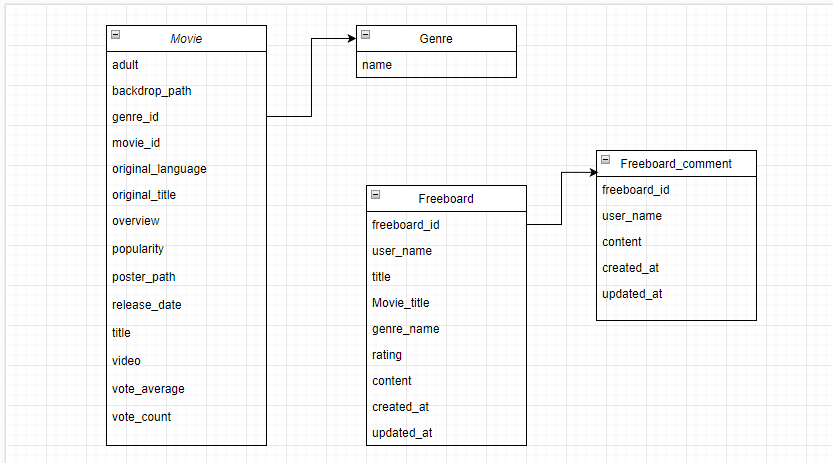 Movie
adult
backdrop_path
genre_id
movie_id
original_language
original_title
overview
popularity
poster_path
release_date
title
video
vote_average
vote_count
Genre
name
Freeboard
freeboard_id
user_name
title
Movie_title
genre_name
rating
content
created_at
updated_at
Freeboard_comment
freeboard_id
user_name
content
created_at
updated_at